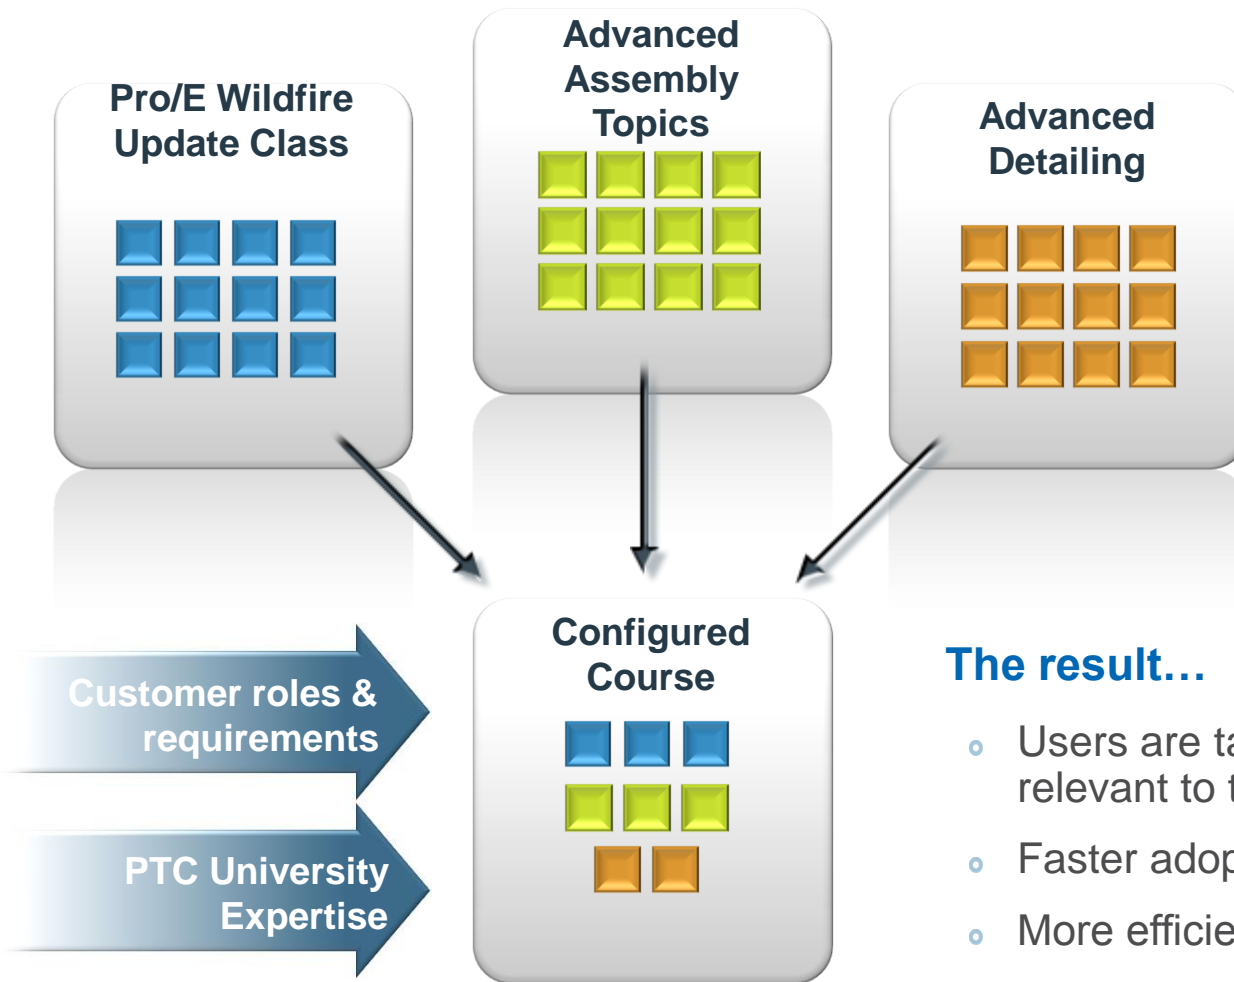 Pro/E Wildfire
Update Class
Advanced
Assembly
Topics
Advanced
Detailing
Customer roles &
requirements
PTC University
Expertise
Configured
Course
The result…
Users are
relevant to
Faster
More